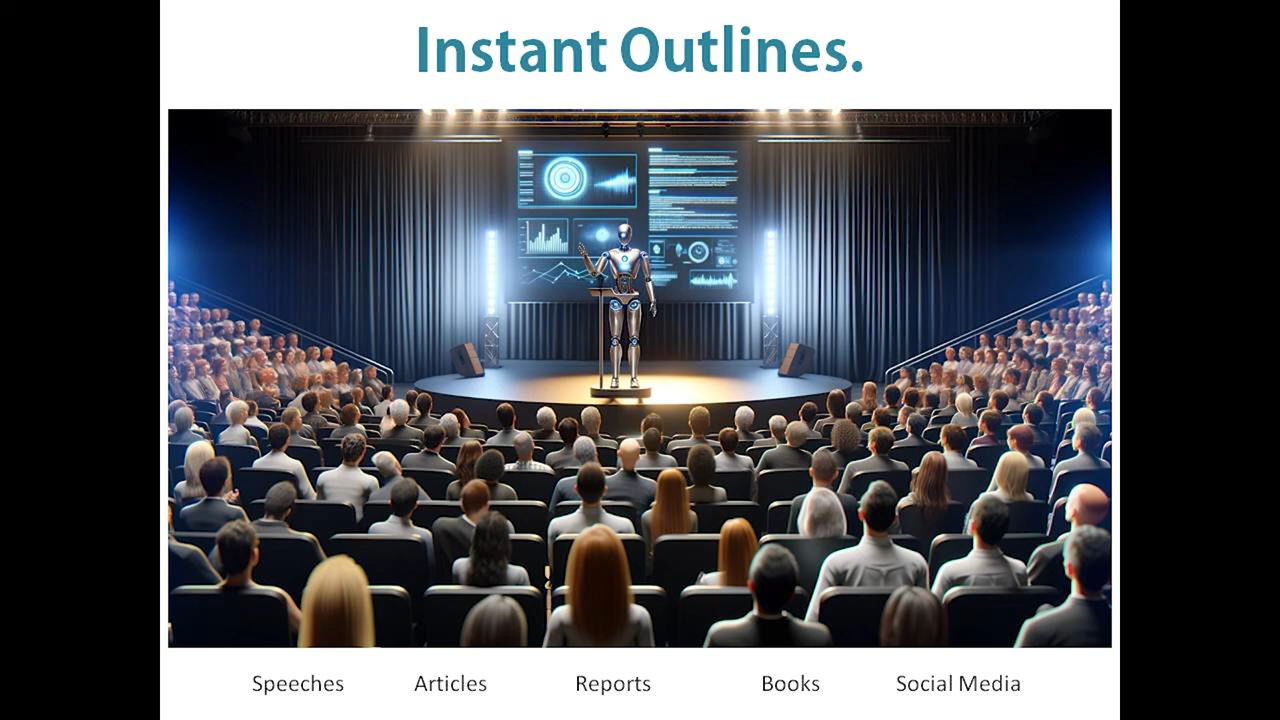 Instant Outlines.
Speeches Articles Reports Books Social Media